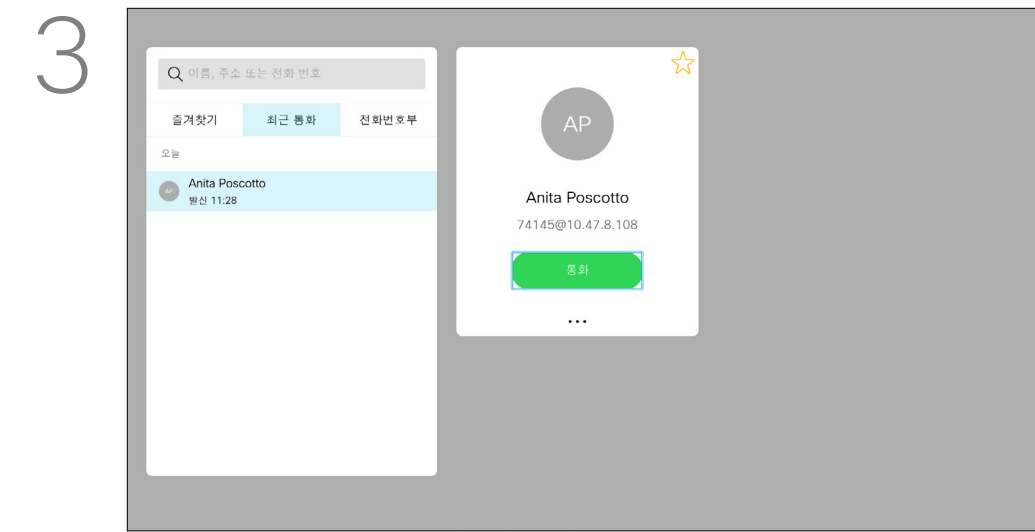 3
이름, 주소 또는 전화 번호
즐겨찾기 최근 통화 전화번호부
오늘
AP Anita Poscotto
발신 11:28
AP
Anita Poscotto
74145@10.47.8.108
통화
...